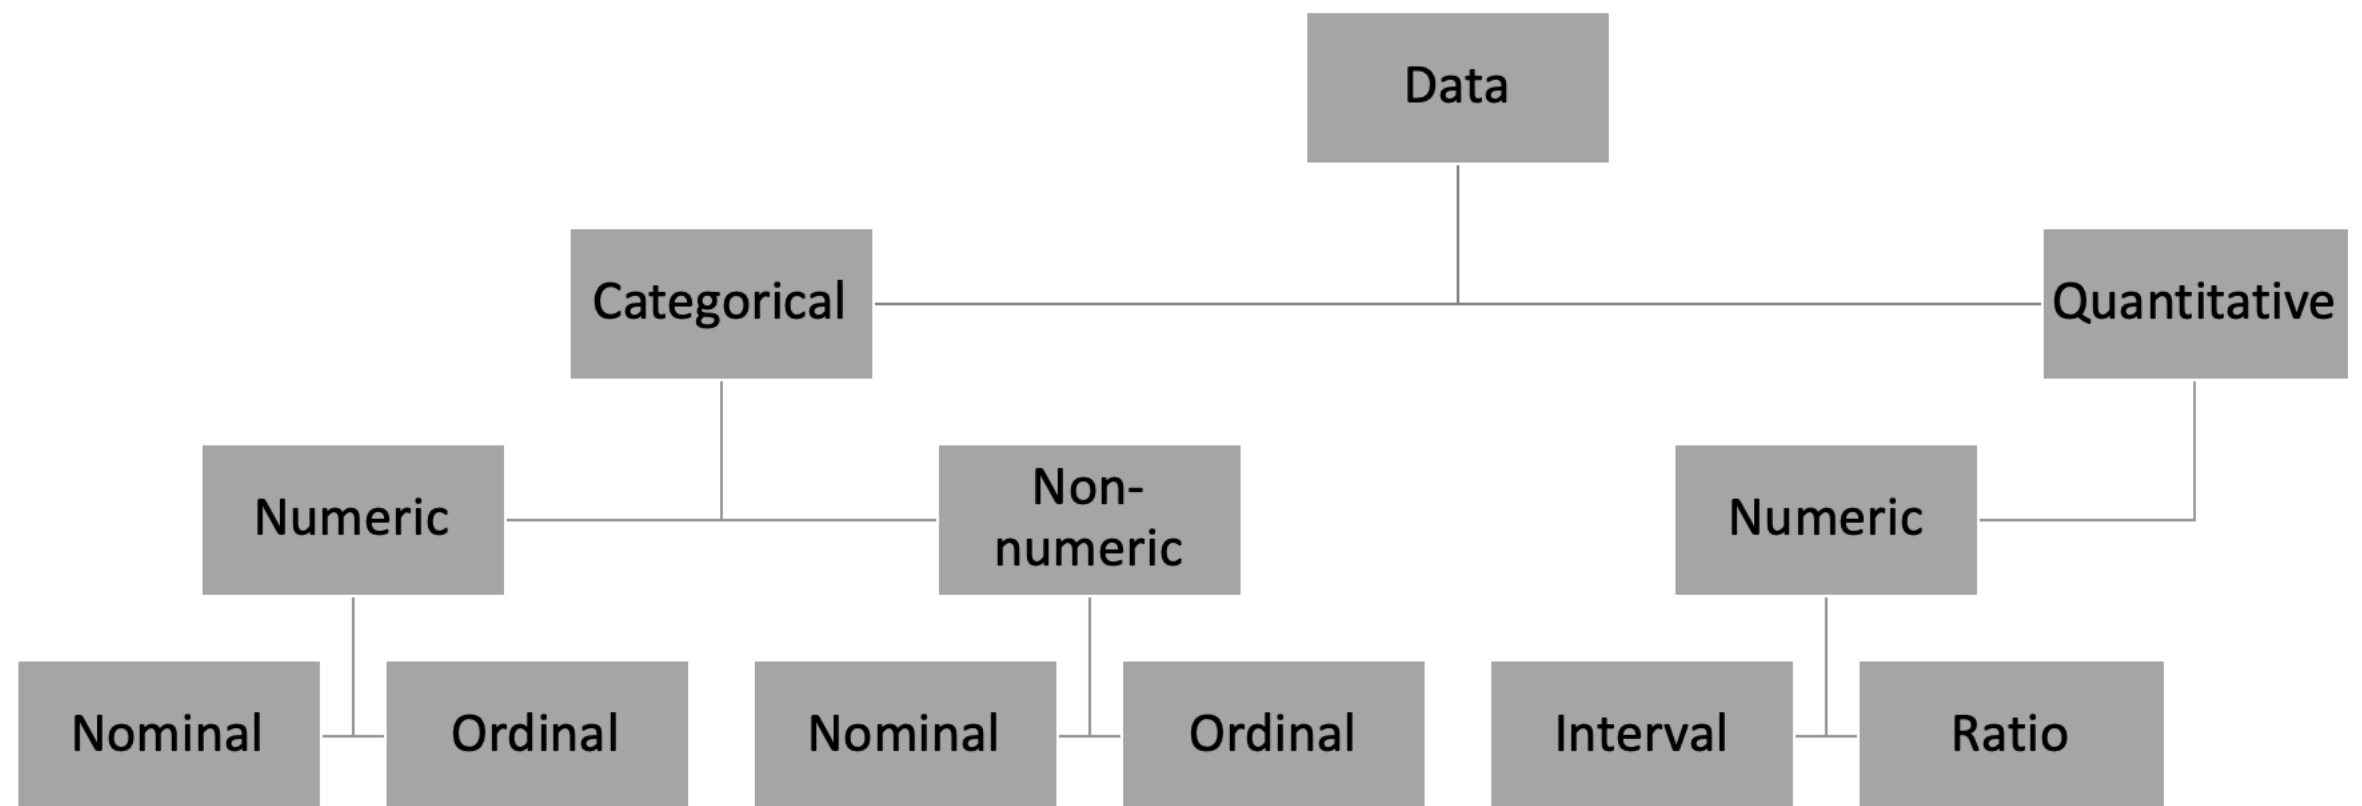 Data
Categorical
Quantitative
Numeric
Non-
numeric
Numeric
Nominal
Ordinal
Nominal
Ordinal
Interval
Ratio